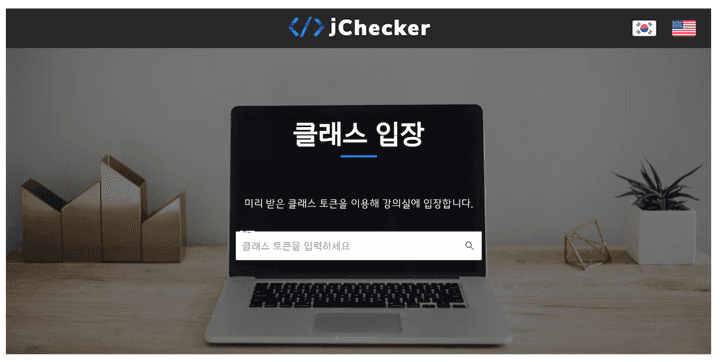 </> jChecker
클래스 입장
미리 받은 클래스 토큰을 이용해 강의실에 입장합니다.
클래스 토큰을 입력하세요